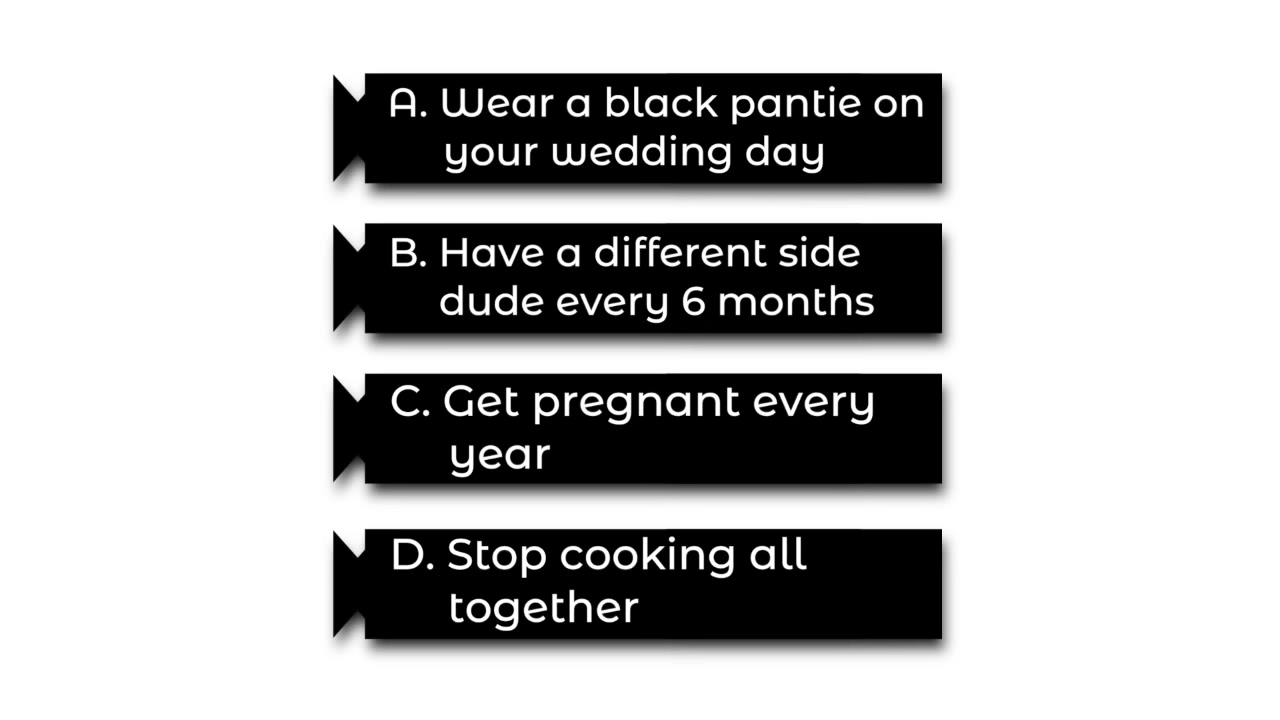 A. Wear a black pantie on
your wedding day
B. Have a different side
dude every 6 months
C. Get pregnant every
year
D. Stop cooking all
together